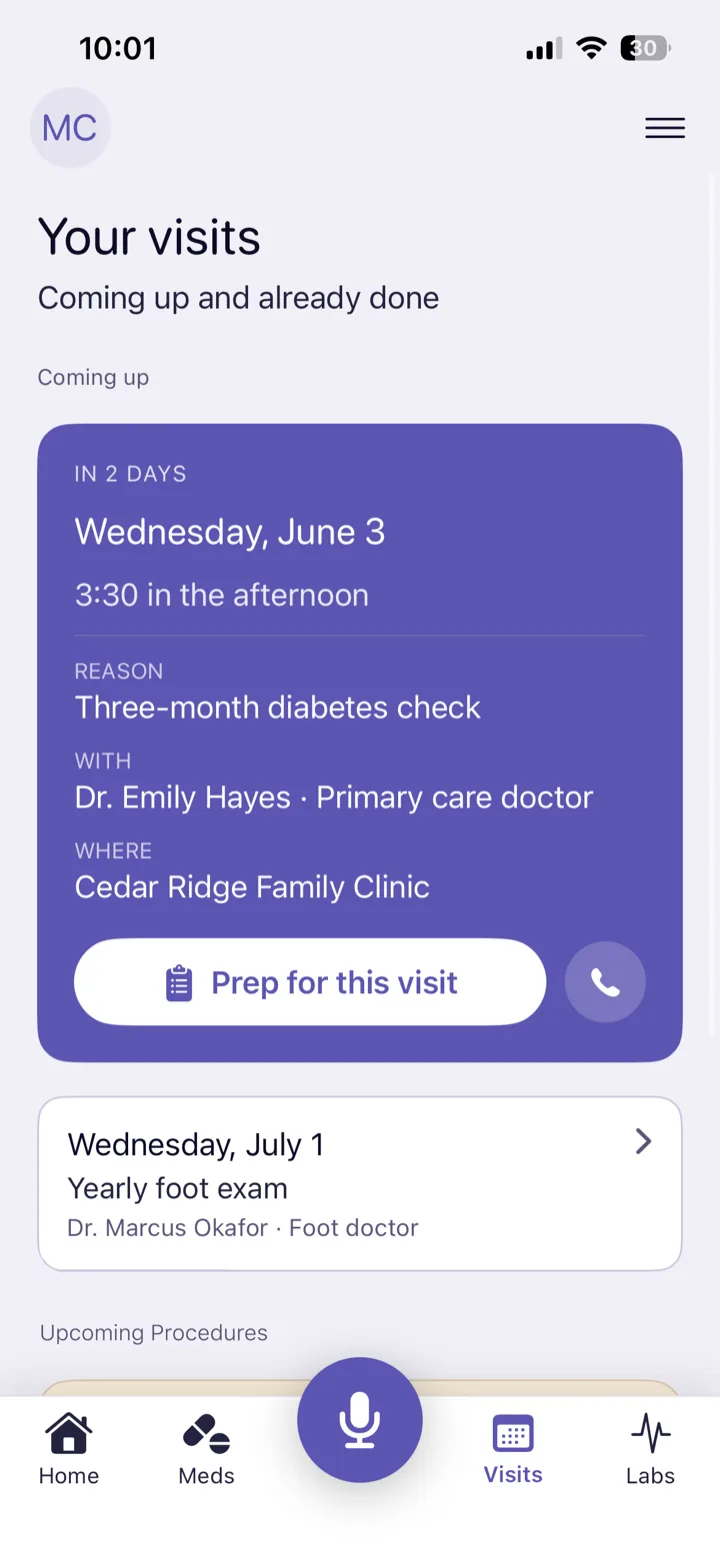 10:01
30
MC
Your visits
Coming up and already done
Coming up
IN 2 DAYS
Wednesday, June 3
3:30 in the afternoon
REASON
Three-month diabetes check
WITH
Dr. Emily Hayes · Primary care doctor
WHERE
Cedar Ridge Family Clinic
Prep for this visit
Wednesday, July 1
Yearly foot exam
Dr. Marcus Okafor · Foot doctor
Upcoming Procedures
Home
Meds
Visits
Labs